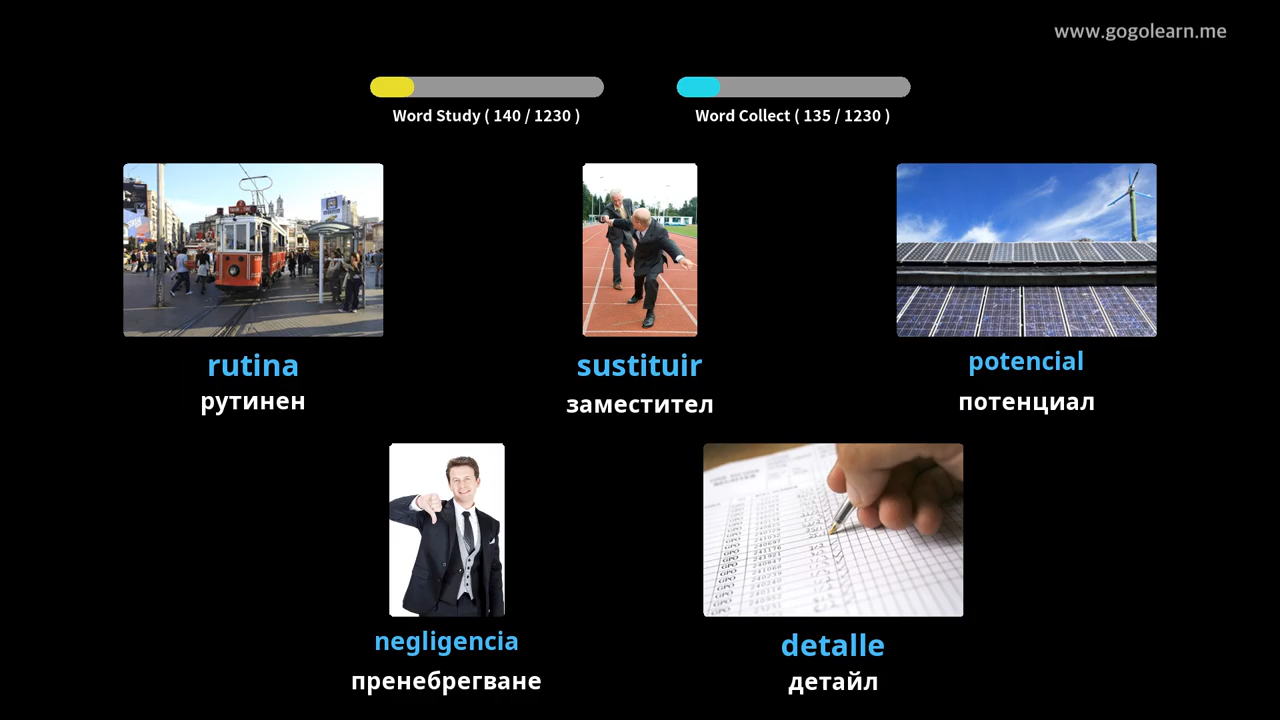 www.gogolearn.me
Word Study ( 140 / 1230 )
Word Collect ( 135 / 1230 )
rutina
рутинен
sustituir
заместител
potencial
потенциал
negligencia
пренебрегване
detalle
детайл